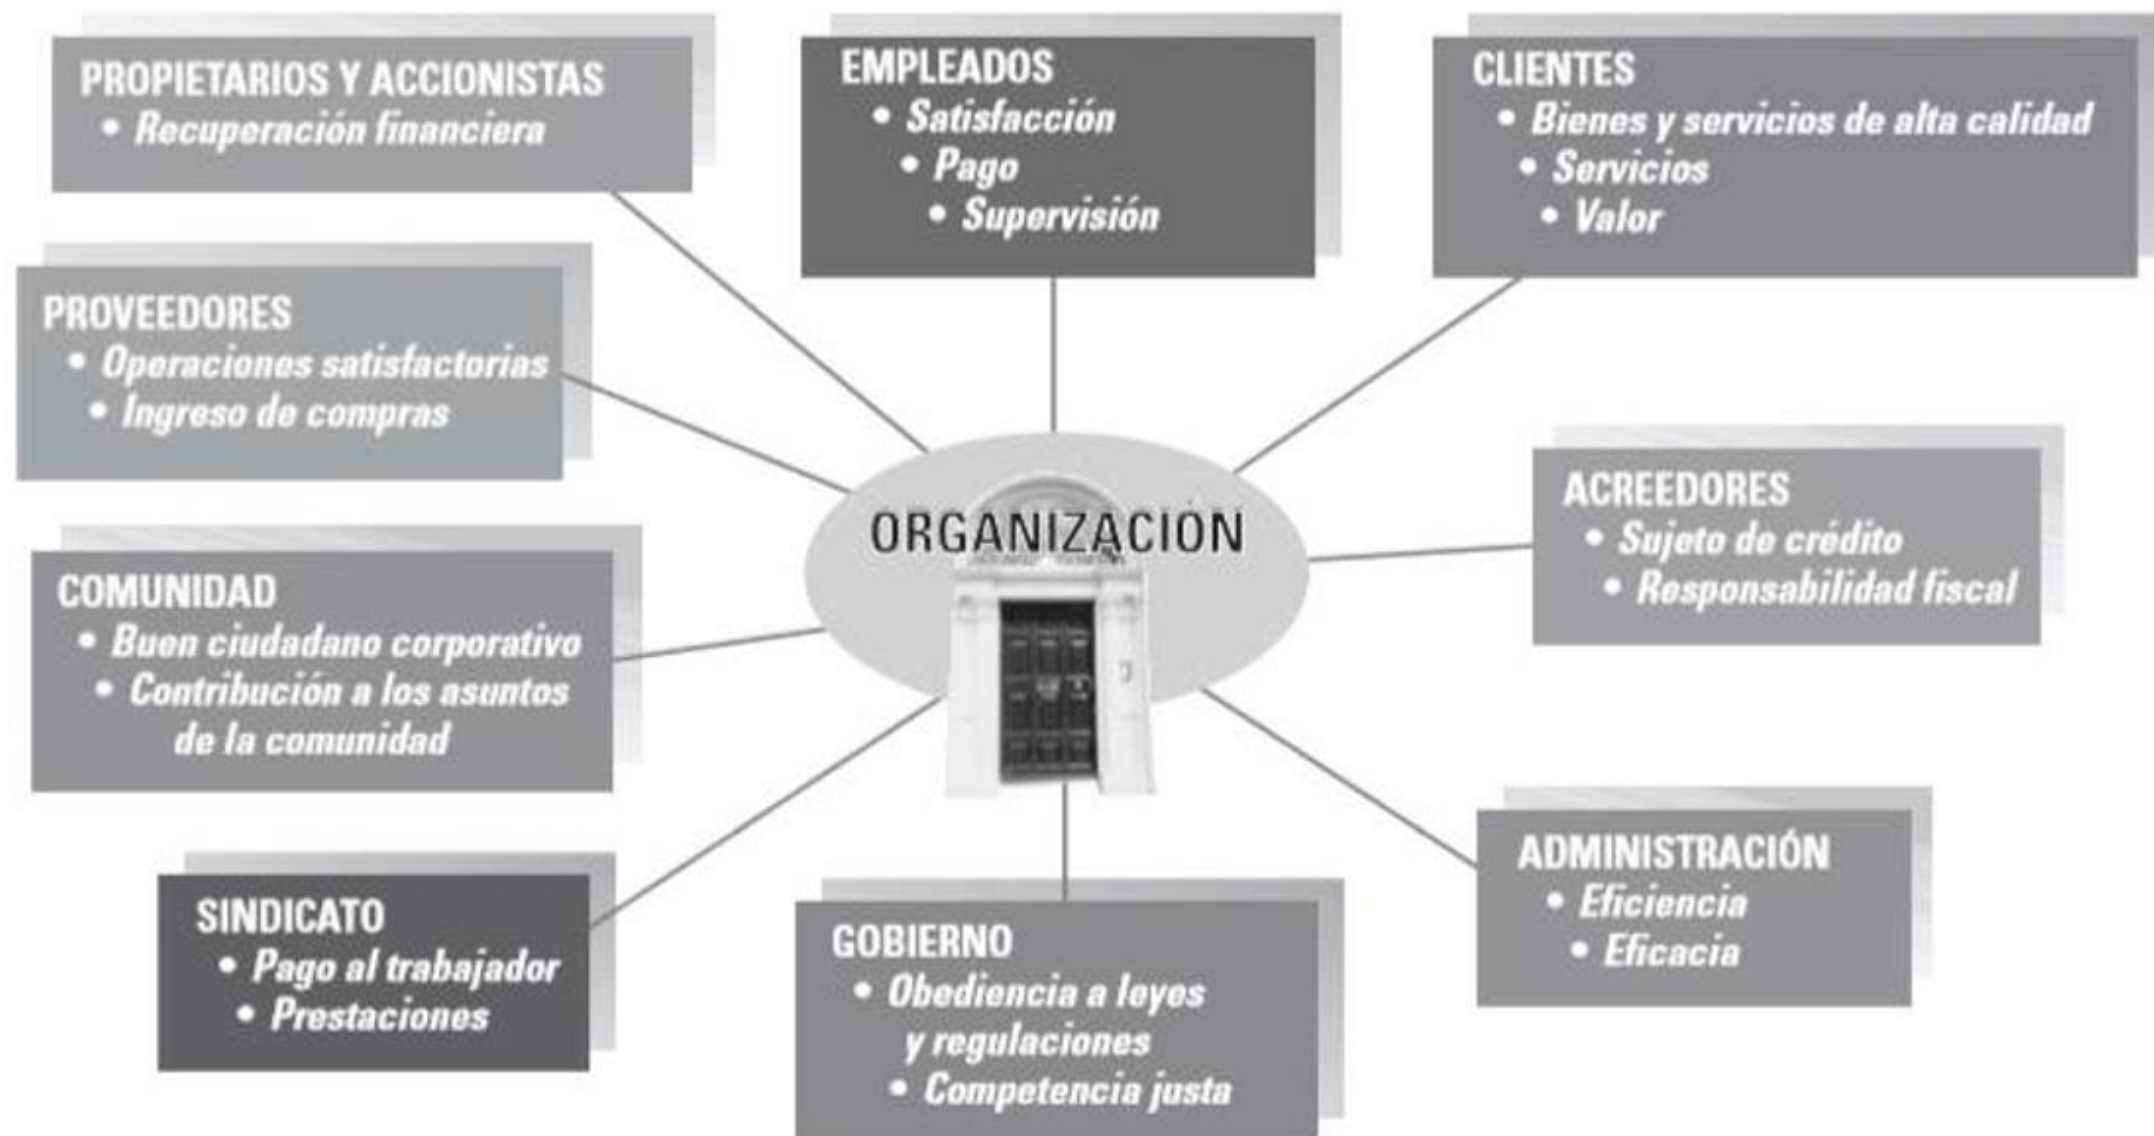 PROPIETARIOS Y ACCIONISTAS
• Recuperación financiera
EMPLEADOS
• Satisfacción
• Pago
• Supervisión
CLIENTES
• Bienes y servicios de alta calidad
• Servicios
• Valor
PROVEEDORES
• Operaciones satisfactorias
• Ingreso de compras
ORGANIZACIÓN
ACREEDORES
• Sujeto de crédito
• Responsabilidad fiscal
COMUNIDAD
• Buen ciudadano corporativo
• Contribución a los asuntos
de la comunidad
ADMINISTRACIÓN
• Eficiencia
• Eficacia
SINDICATO
• Pago al trabajador
• Prestaciones
GOBIERNO
• Obediencia a leyes
y regulaciones
• Competencia justa